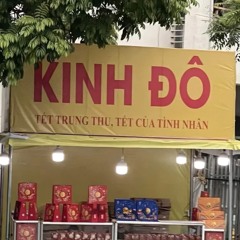 KINH ĐÔ
TẾT TRUNG THU, TẾT CỦA TÌNH NHÂN